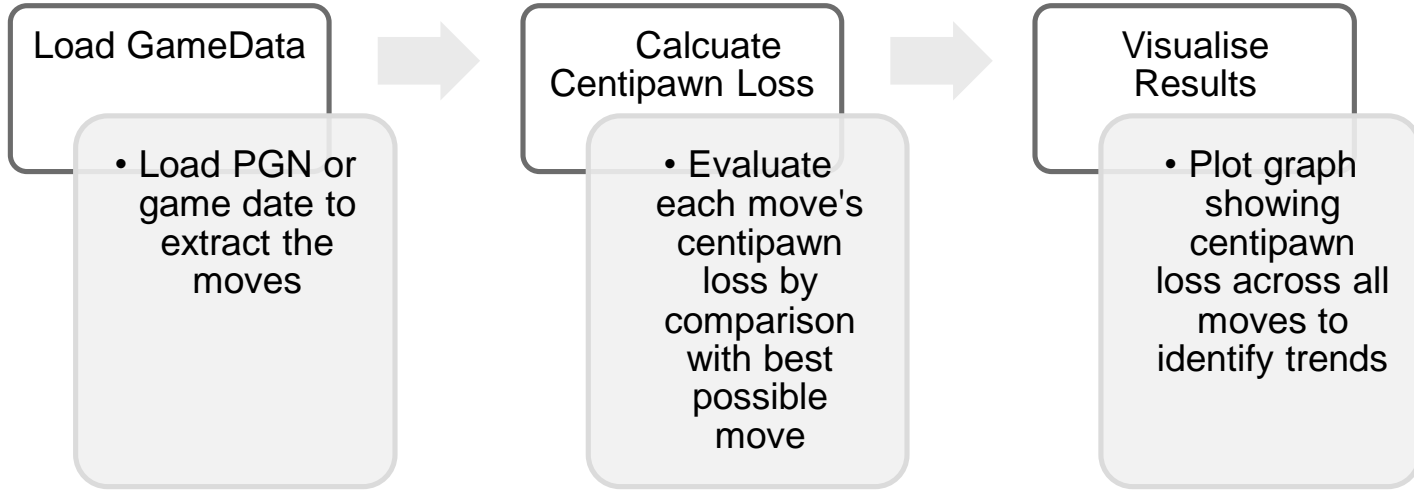 Load GameData
• Load PGN or
game date to
extract the
moves
Calcuate
Centipawn Loss
• Evaluate
each move's
centipawn
loss by
comparison
with best
possible
move
Visualise
Results
• Plot graph
showing
centipawn
loss across all
moves to
identify trends